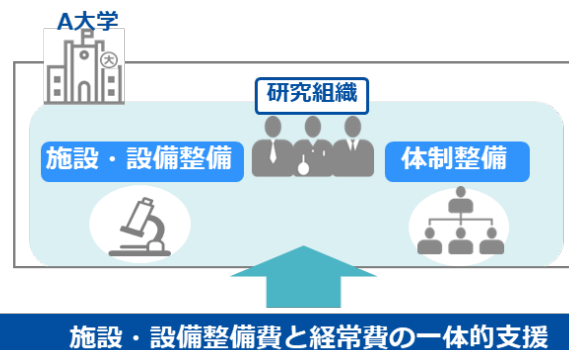 A大学
大
研究組織
施設・設備整備
体制整備
施設・設備整備費と経常費の一体的支援